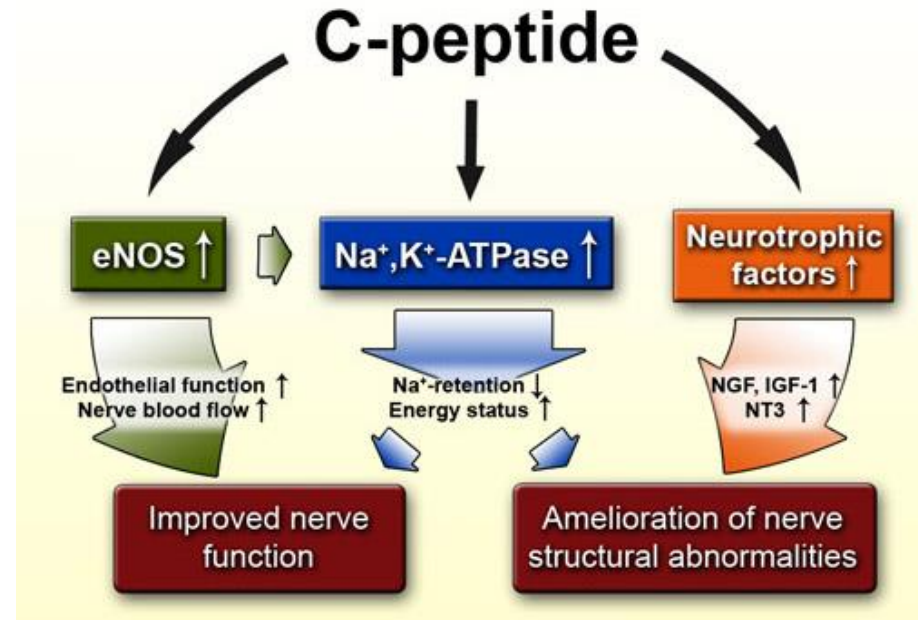 C-peptide
eNOS ↑
Na⁺,K⁺-ATPase ↑
Neurotrophic
factors ↑
Endothelial function ↑
Nerve blood flow ↑
Na⁺-retention ↓
Energy status ↑
NGF, IGF-1 ↑
NT3 ↑
Improved nerve
function
Amelioration of nerve
structural abnormalities